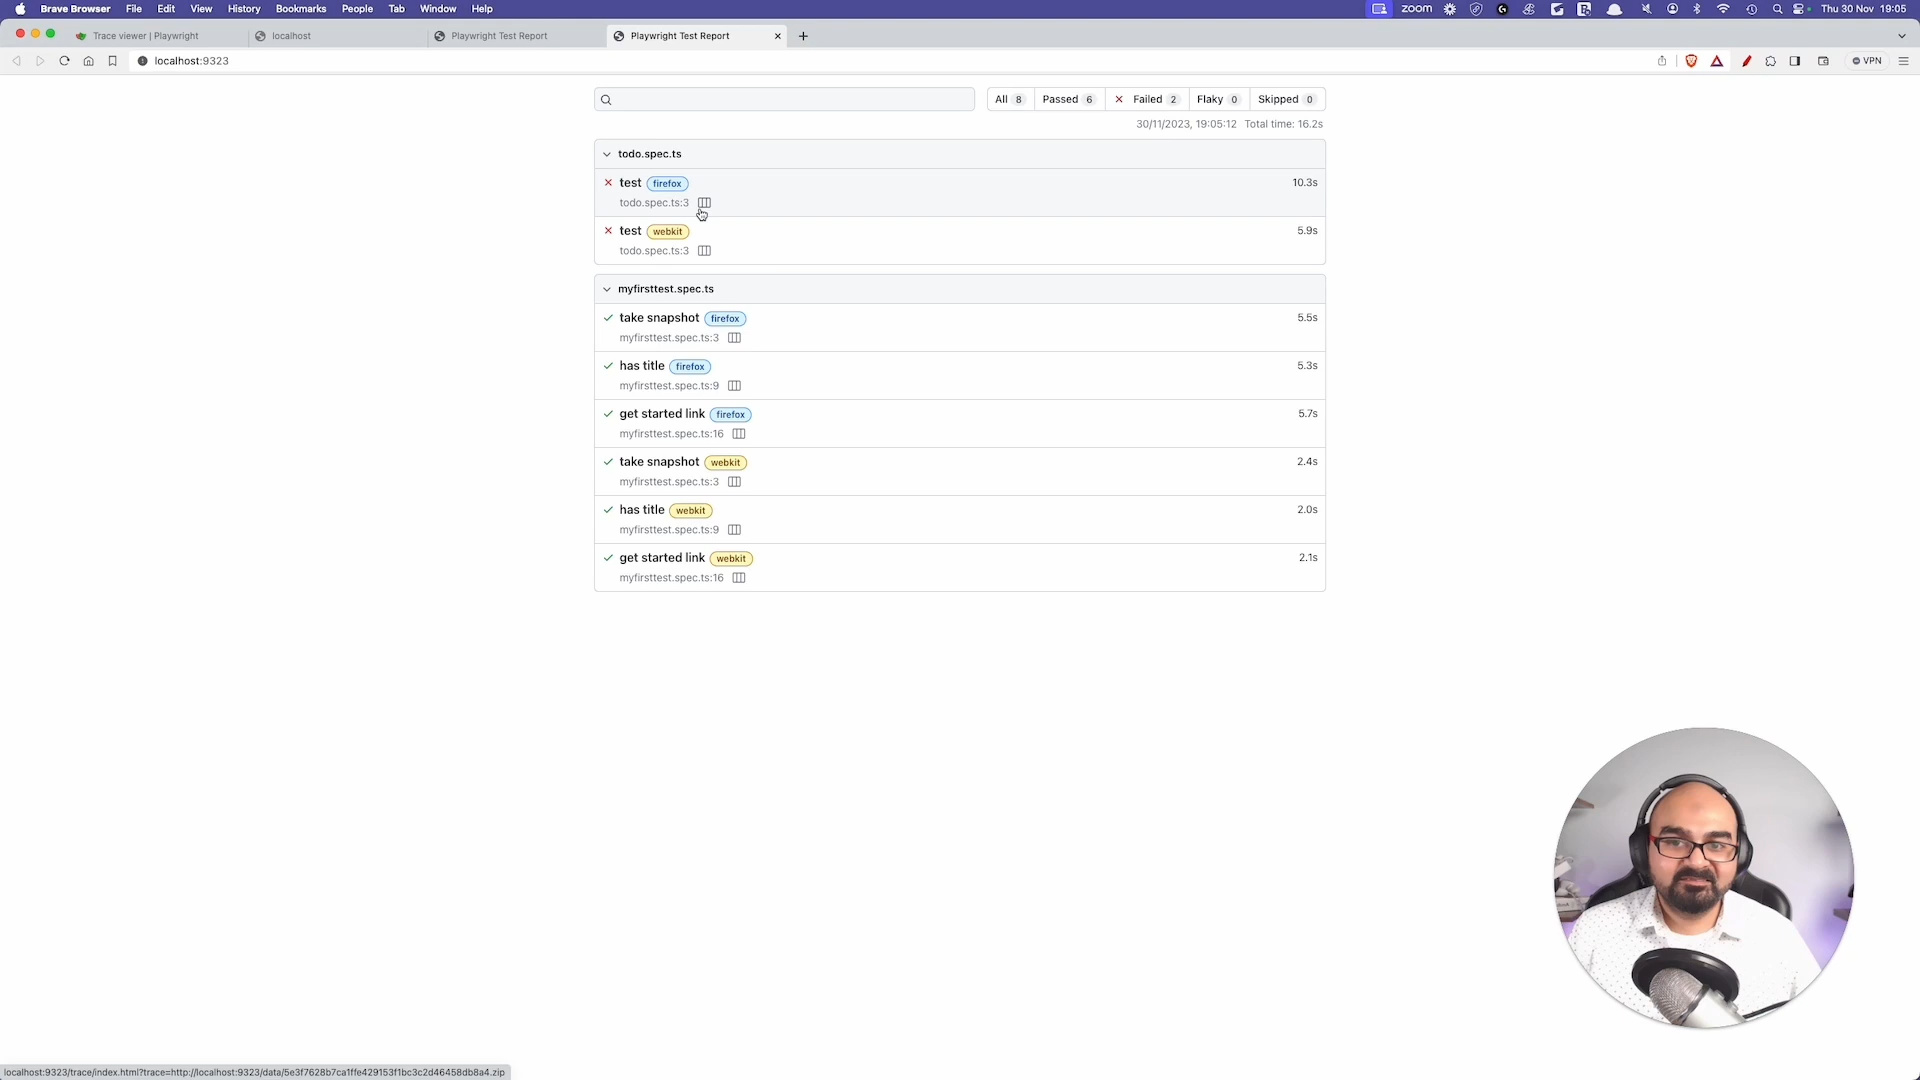 Brave Browser File Edit View History Bookmarks People Tab Window Help zoom Thu 30 Nov 19:05
Trace viewer | Playwright localhost Playwright Test Report Playwright Test Report
localhost:9323 VPN
All 8 Passed 6 Failed 2 Flaky 0 Skipped 0
30/11/2023, 19:05:12 Total time: 16.2s
todo.spec.ts
test firefox 10.3s
todo.spec.ts:3
test webkit 5.9s
todo.spec.ts:3
myfirsttest.spec.ts
take snapshot firefox 5.5s
myfirsttest.spec.ts:3
has title firefox 5.3s
myfirsttest.spec.ts:9
get started link firefox 5.7s
myfirsttest.spec.ts:16
take snapshot webkit 2.4s
myfirsttest.spec.ts:3
has title webkit 2.0s
myfirsttest.spec.ts:9
get started link webkit 2.1s
myfirsttest.spec.ts:16
localhost:9323/trace/index.html?trace=http://localhost:9323/data/5e3f7628b7ca1ffe429153f1bc3c2d46458db8a4.zip